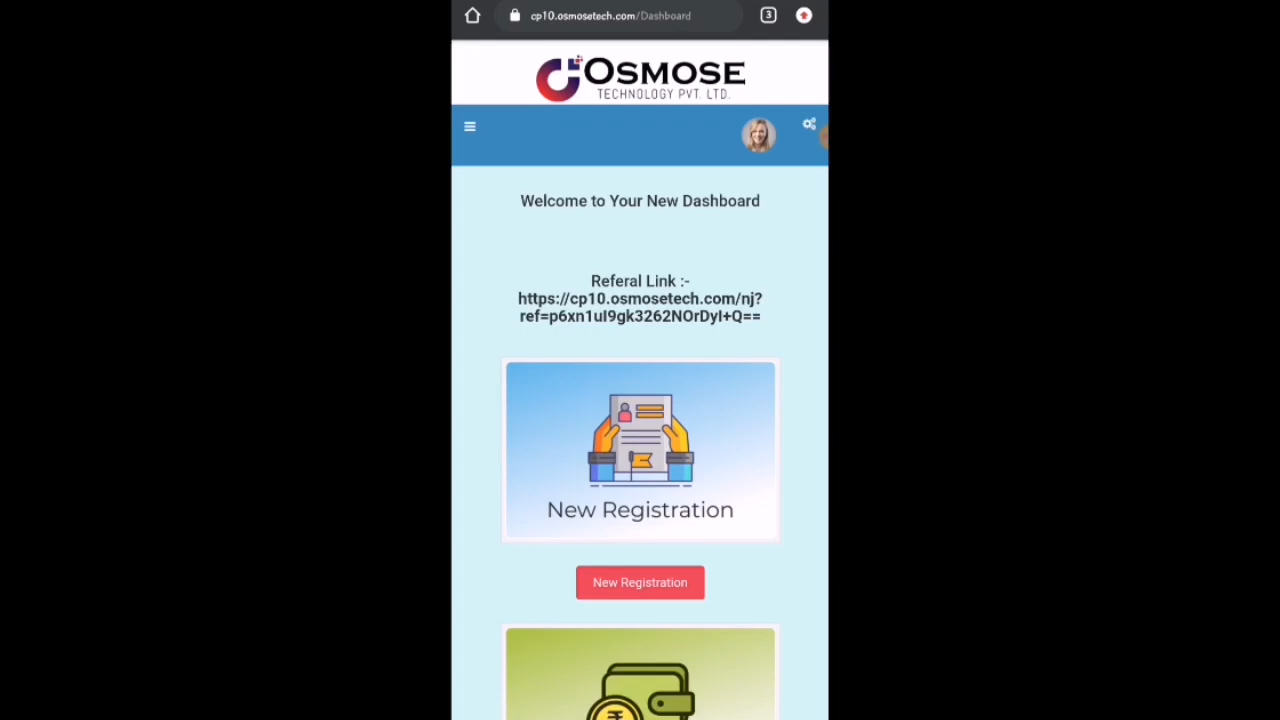 cp10.osmosetech.com/Dashboard
3
OSMOSE
TECHNOLOGY PVT. LTD.
Welcome to Your New Dashboard
Referal Link :-
https://cp10.osmosetech.com/nj?
ref=p6xn1uI9gk3262NOrDyI+Q==
New Registration
New Registration
₹